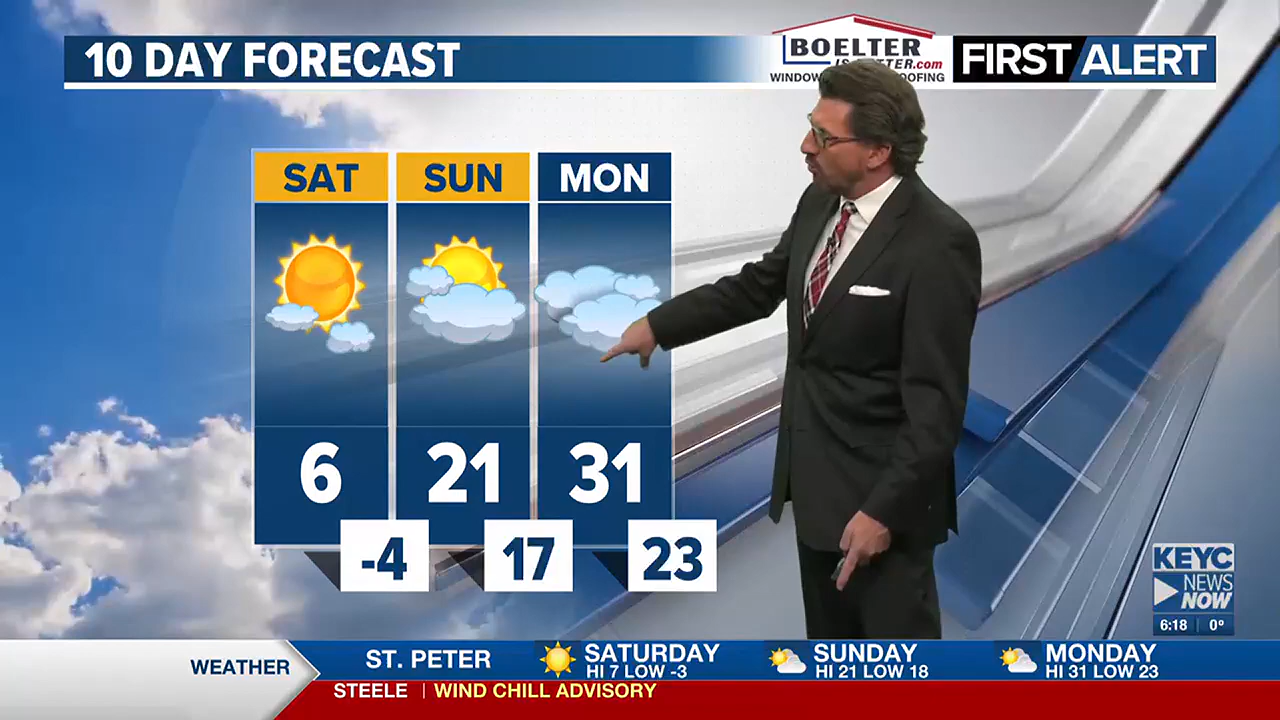 10 DAY FORECAST
BOELTER
.com
WINDOW
OOFING
FIRST ALERT
SAT
SUN
MON
6
21
31
-4
17
23
KEYC
NEWS
NOW
6:18 0°
WEATHER
ST. PETER
SATURDAY
HI 7 LOW -3
SUNDAY
HI 21 LOW 18
MONDAY
HI 31 LOW 23
STEELE | WIND CHILL ADVISORY